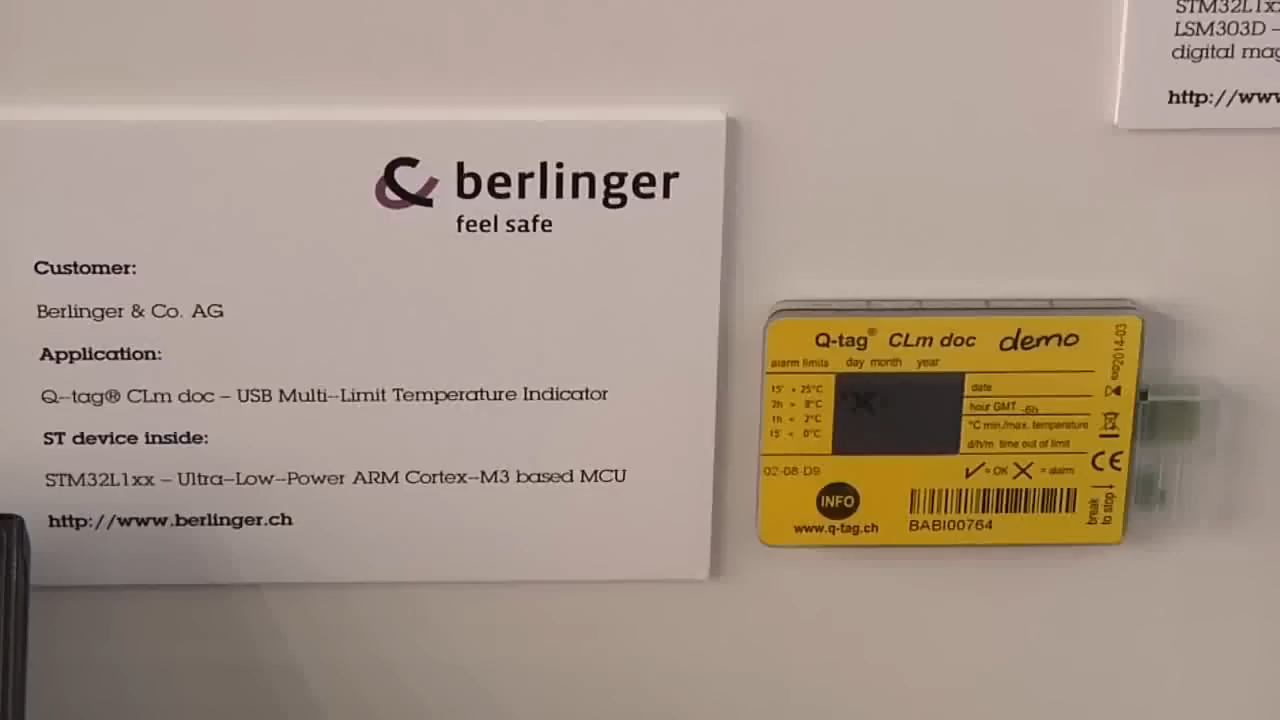 berlinger
feel safe
Customer:
Berlinger & Co. AG
Application:
Q-tag® CLm doc - USB Multi-Limit Temperature Indicator
ST device inside:
STM32L1xx - Ultra-Low-Power ARM Cortex-M3 based MCU
http://www.berlinger.ch
Q-tag® CLm doc demo
alarm limits day month year
15' > 25°C
2h > 8°C
1h < 2°C
15' < 0°C
date
hour GMT -6h
°C min./max. temperature
d/h/m. time out of limit
02-08-D9
✓ = OK X = alarm
INFO
www.q-tag.ch
BABI00764
exp2014-03
CE
break
to stop
STM32L1xx
LSM303D -
digital mag
http://www